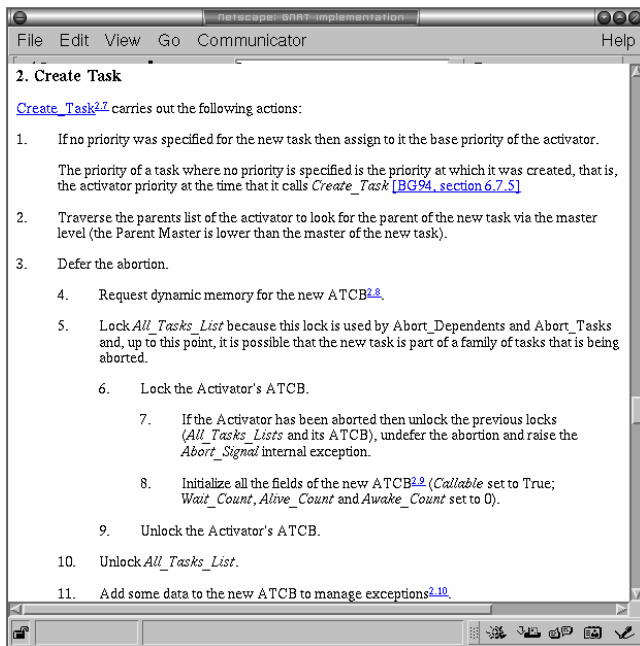 Netscape: GNAT Implementation
File Edit View Go Communicator Help
2. Create Task
Create_Task2.7 carries out the following actions:
1. If no priority was specified for the new task then assign to it the base priority of the activator.
The priority of a task where no priority is specified is the priority at which it was created, that is,
the activator priority at the time that it calls Create_Task [BG94, section 6.7.5]
2. Traverse the parents list of the activator to look for the parent of the new task via the master
level (the Parent Master is lower than the master of the new task).
3. Defer the abortion.
4. Request dynamic memory for the new ATCB2.8.
5. Lock All_Tasks_List because this lock is used by Abort_Dependents and Abort_Tasks
and, up to this point, it is possible that the new task is part of a family of tasks that is being
aborted.
6. Lock the Activator's ATCB.
7. If the Activator has been aborted then unlock the previous locks
(All_Tasks_Lists and its ATCB), undefer the abortion and raise the
Abort_Signal internal exception.
8. Initialize all the fields of the new ATCB2.9 (Callable set to True;
Wait_Count, Alive_Count and Awake_Count set to 0).
9. Unlock the Activator's ATCB.
10. Unlock All_Tasks_List.
11. Add some data to the new ATCB to manage exceptions2.10.